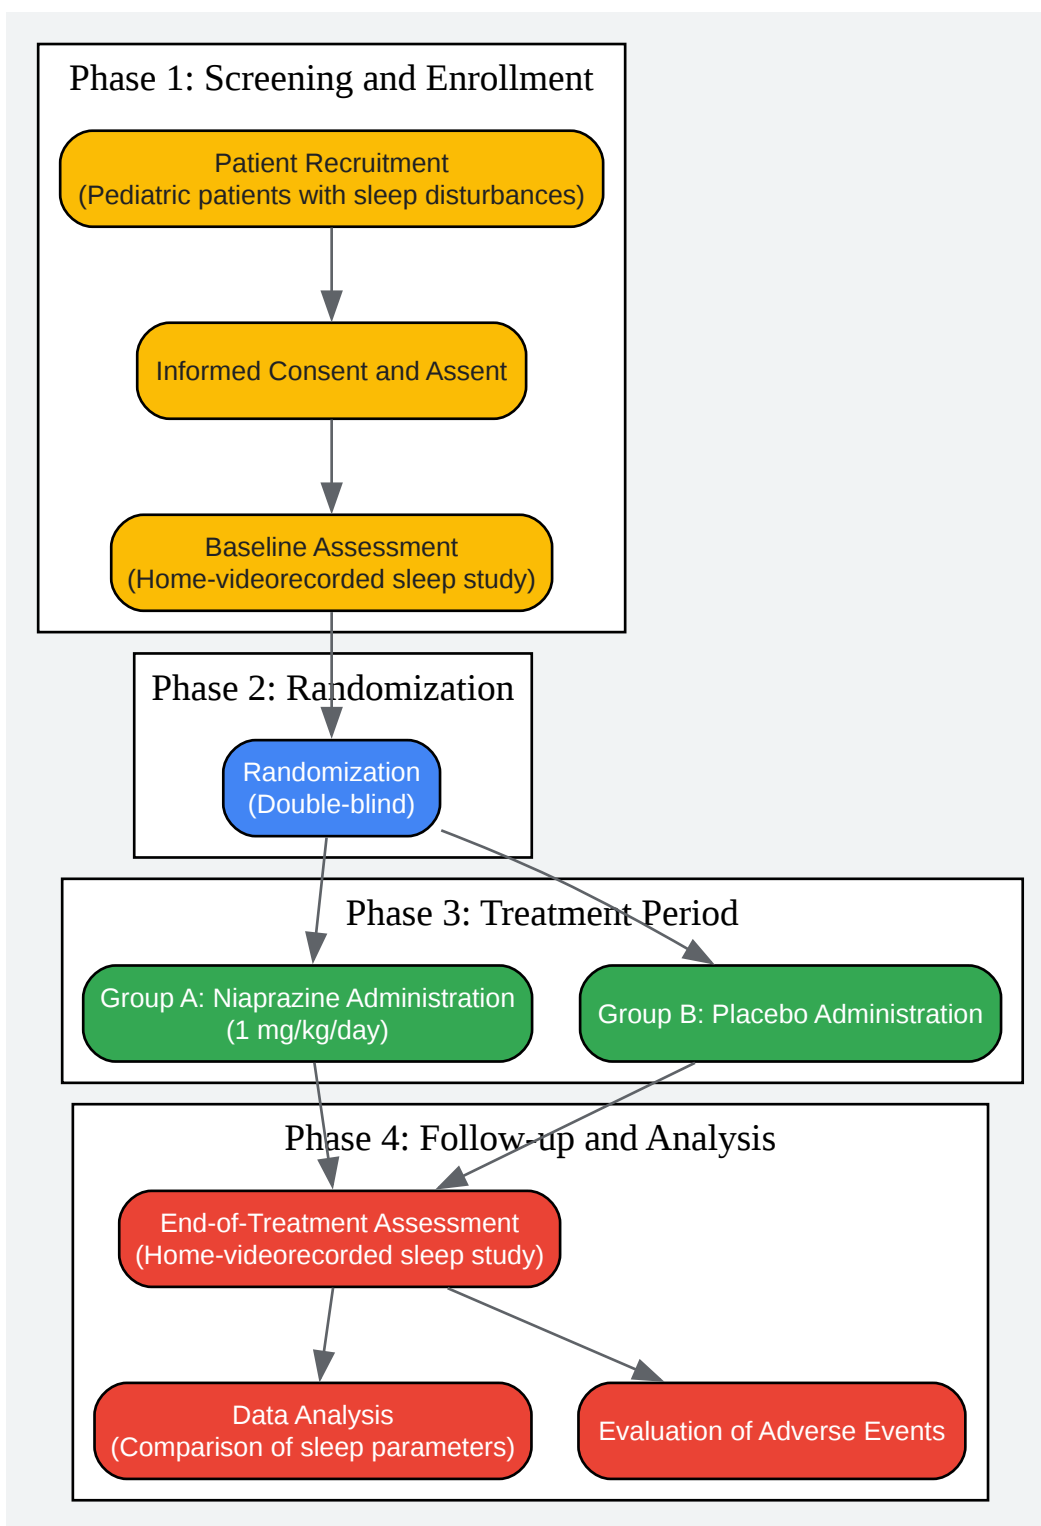 Phase 1: Screening and Enrollment
Patient Recruitment
(Pediatric patients with sleep disturbances)
Informed Consent and Assent
Baseline Assessment
(Home-videorecorded sleep study)
Phase 2: Randomization
Randomization
(Double-blind)
Phase 3: Treatment Period
Group A: Niaprazine Administration
(1 mg/kg/day)
Group B: Placebo Administration
Phase 4: Follow-up and Analysis
End-of-Treatment Assessment
(Home-videorecorded sleep study)
Data Analysis
(Comparison of sleep parameters)
Evaluation of Adverse Events